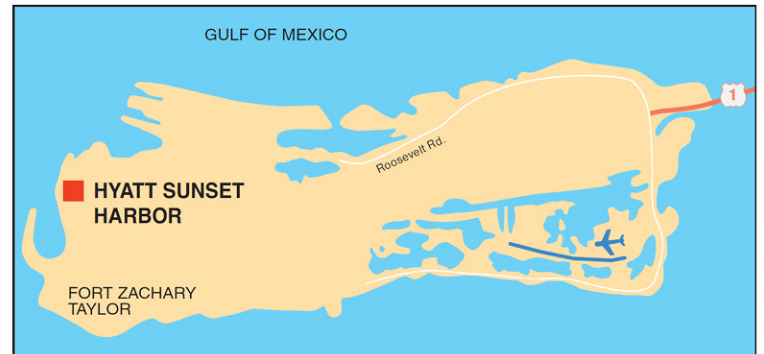 GULF OF MEXICO
1
Roosevelt Rd.
HYATT SUNSET
HARBOR
FORT ZACHARY
TAYLOR